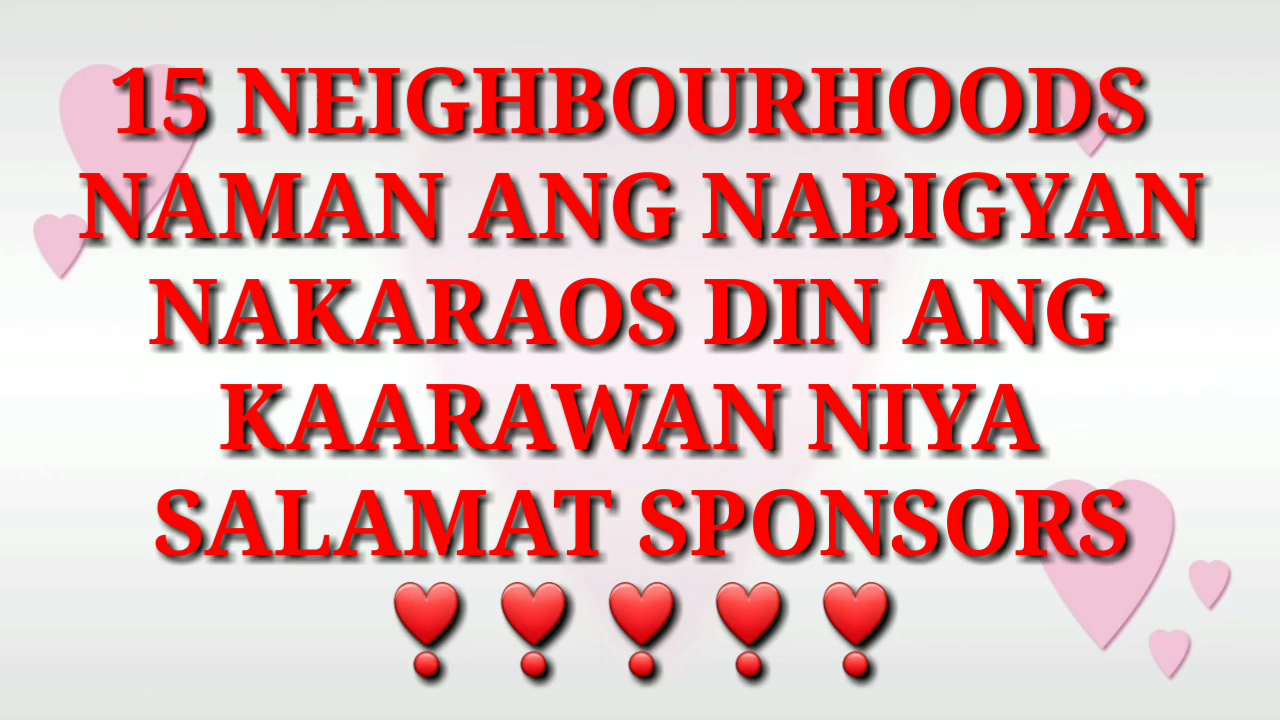 15 NEIGHBOURHOODS
NAMAN ANG NABIGYAN
NAKARAOS DIN ANG
KAARAWAN NIYA
SALAMAT SPONSORS
❣❣❣❣❣